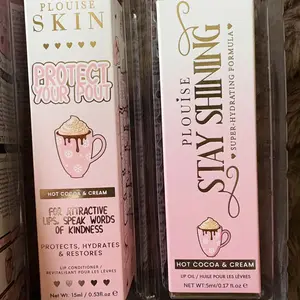 PLOUISE
SKIN
PROTECT
YOUR POUT
HOT COCOA & CREAM
FOR ATTRACTIVE
LIPS, SPEAK WORDS
OF KINDNESS
PROTECTS, HYDRATES
& RESTORES
LIP CONDITIONER /
REVITALISANT POUR LES LÈVRES
Net Wt. 15ml / 0.53fl.oz ℮
PLOUISE
STAY SHINING
SUPER-HYDRATING FORMULA
HOT COCOA & CREAM
LIP OIL / HUILE POUR LES LÈVRES
NET WT: 5ml / 0.17 fl.oz ℮